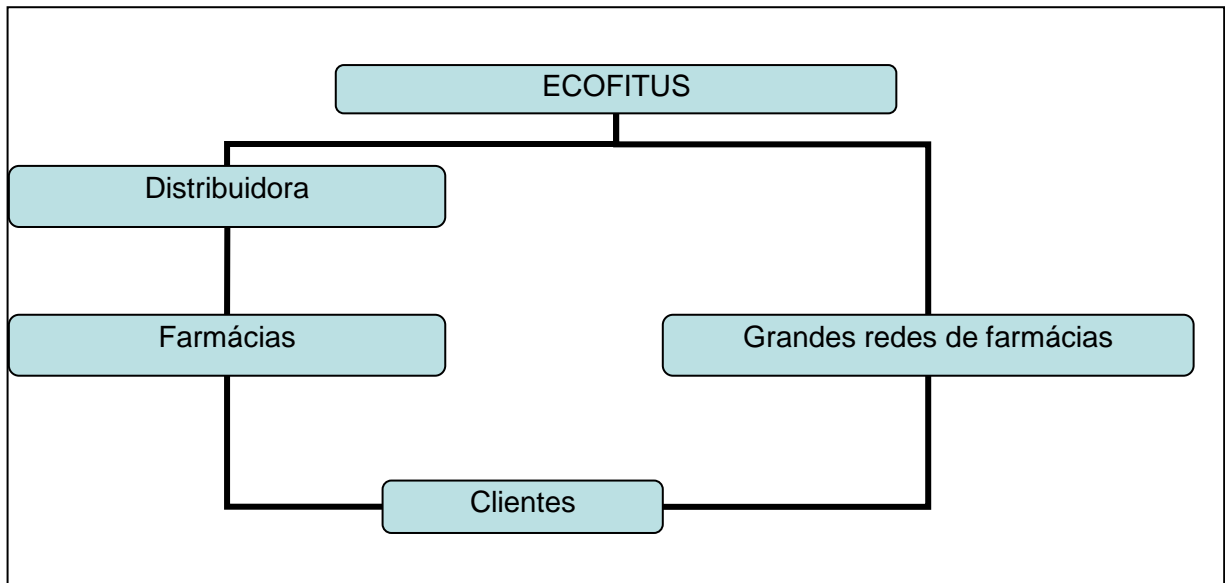 ECOFITUS
Distribuidora
Farmácias
Grandes redes de farmácias
Clientes